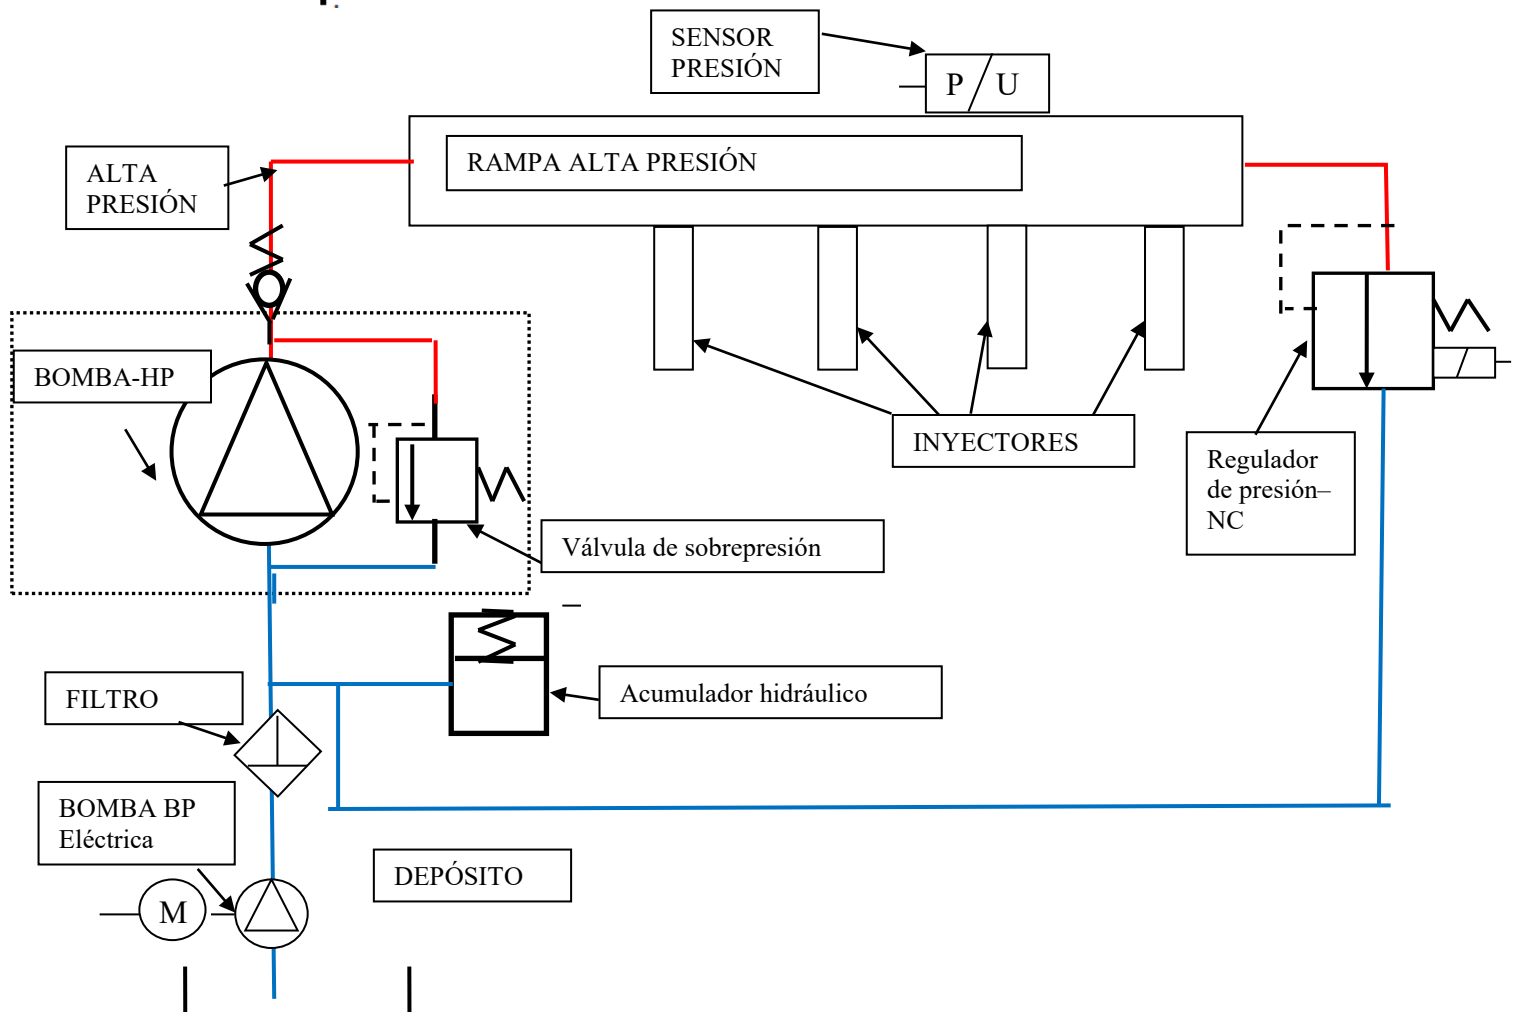 SENSOR
PRESIÓN
P / U
RAMPA ALTA PRESIÓN
ALTA
PRESIÓN
BOMBA-HP
INYECTORES
Regulador
de presión–
NC
Válvula de sobrepresión
Acumulador hidráulico
FILTRO
BOMBA BP
Eléctrica
DEPÓSITO
M